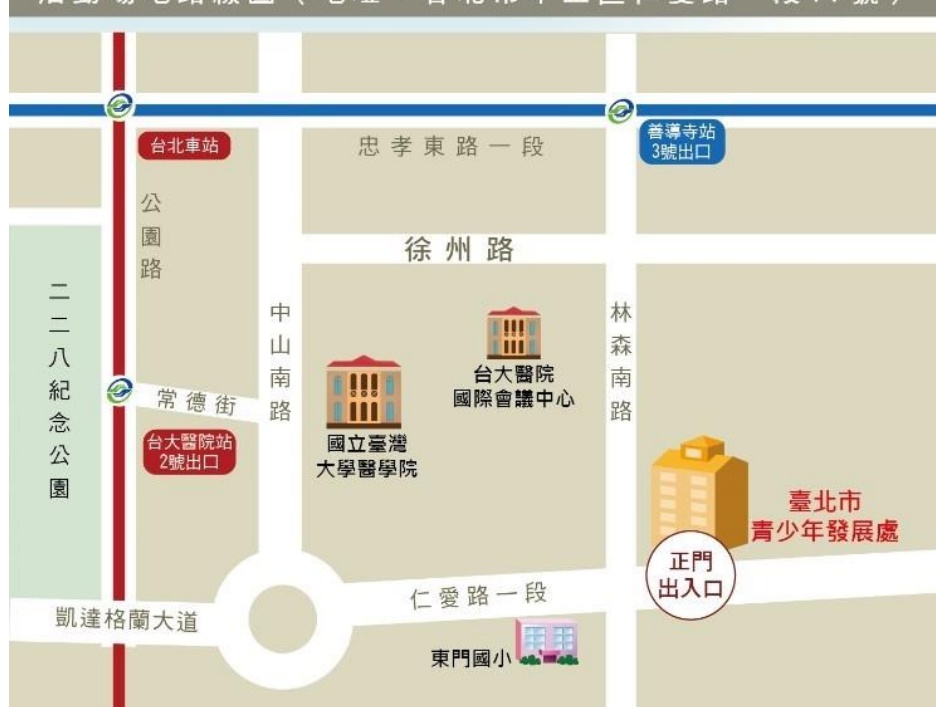 台北車站
忠孝東路一段
善導寺站
3號出口
公園路
徐州路
二二八紀念公園
中山南路
林森南路
台大醫院
國際會議中心
常德街
國立臺灣
大學醫學院
台大醫院站
2號出口
臺北市
青少年發展處
正門
出入口
仁愛路一段
凱達格蘭大道
東門國小